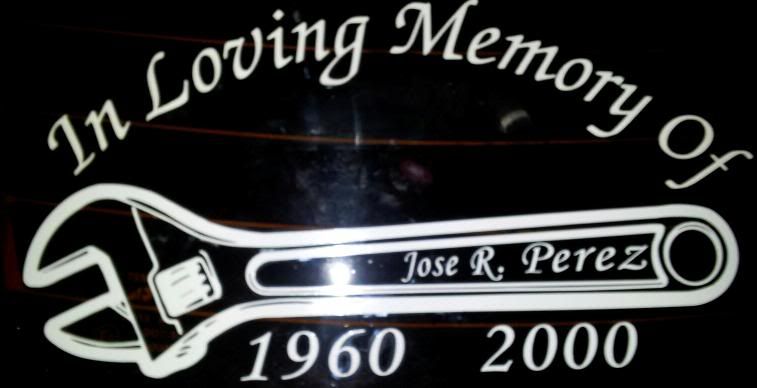 In Loving Memory Of
Jose R. Perez
1960 2000